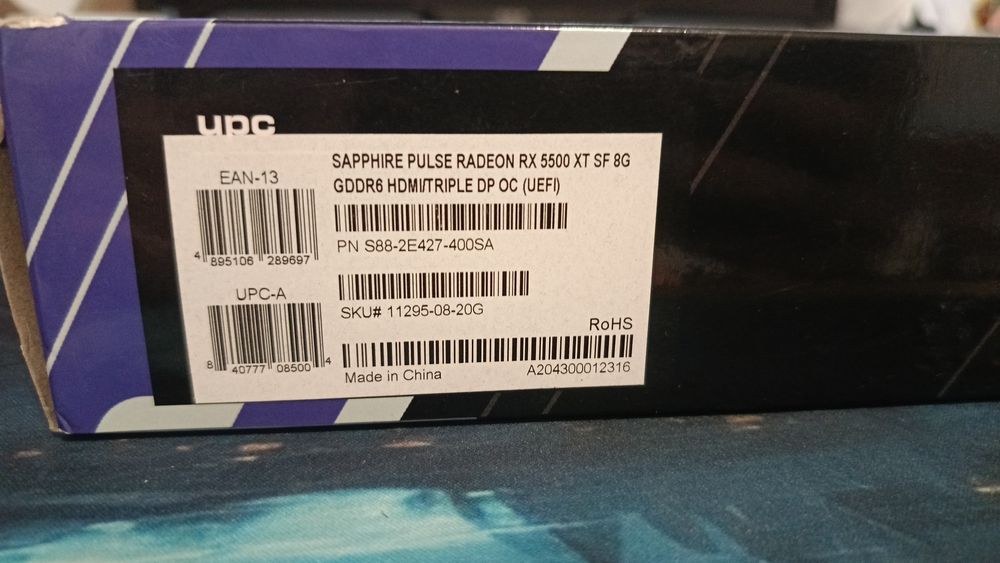 upc
SAPPHIRE PULSE RADEON RX 5500 XT SF 8G
GDDR6 HDMI/TRIPLE DP OC (UEFI)
EAN-13
4 895106 289697
PN S88-2E427-400SA
UPC-A
8 40777 08500 4
SKU# 11295-08-20G
RoHS
Made in China
A204300012316